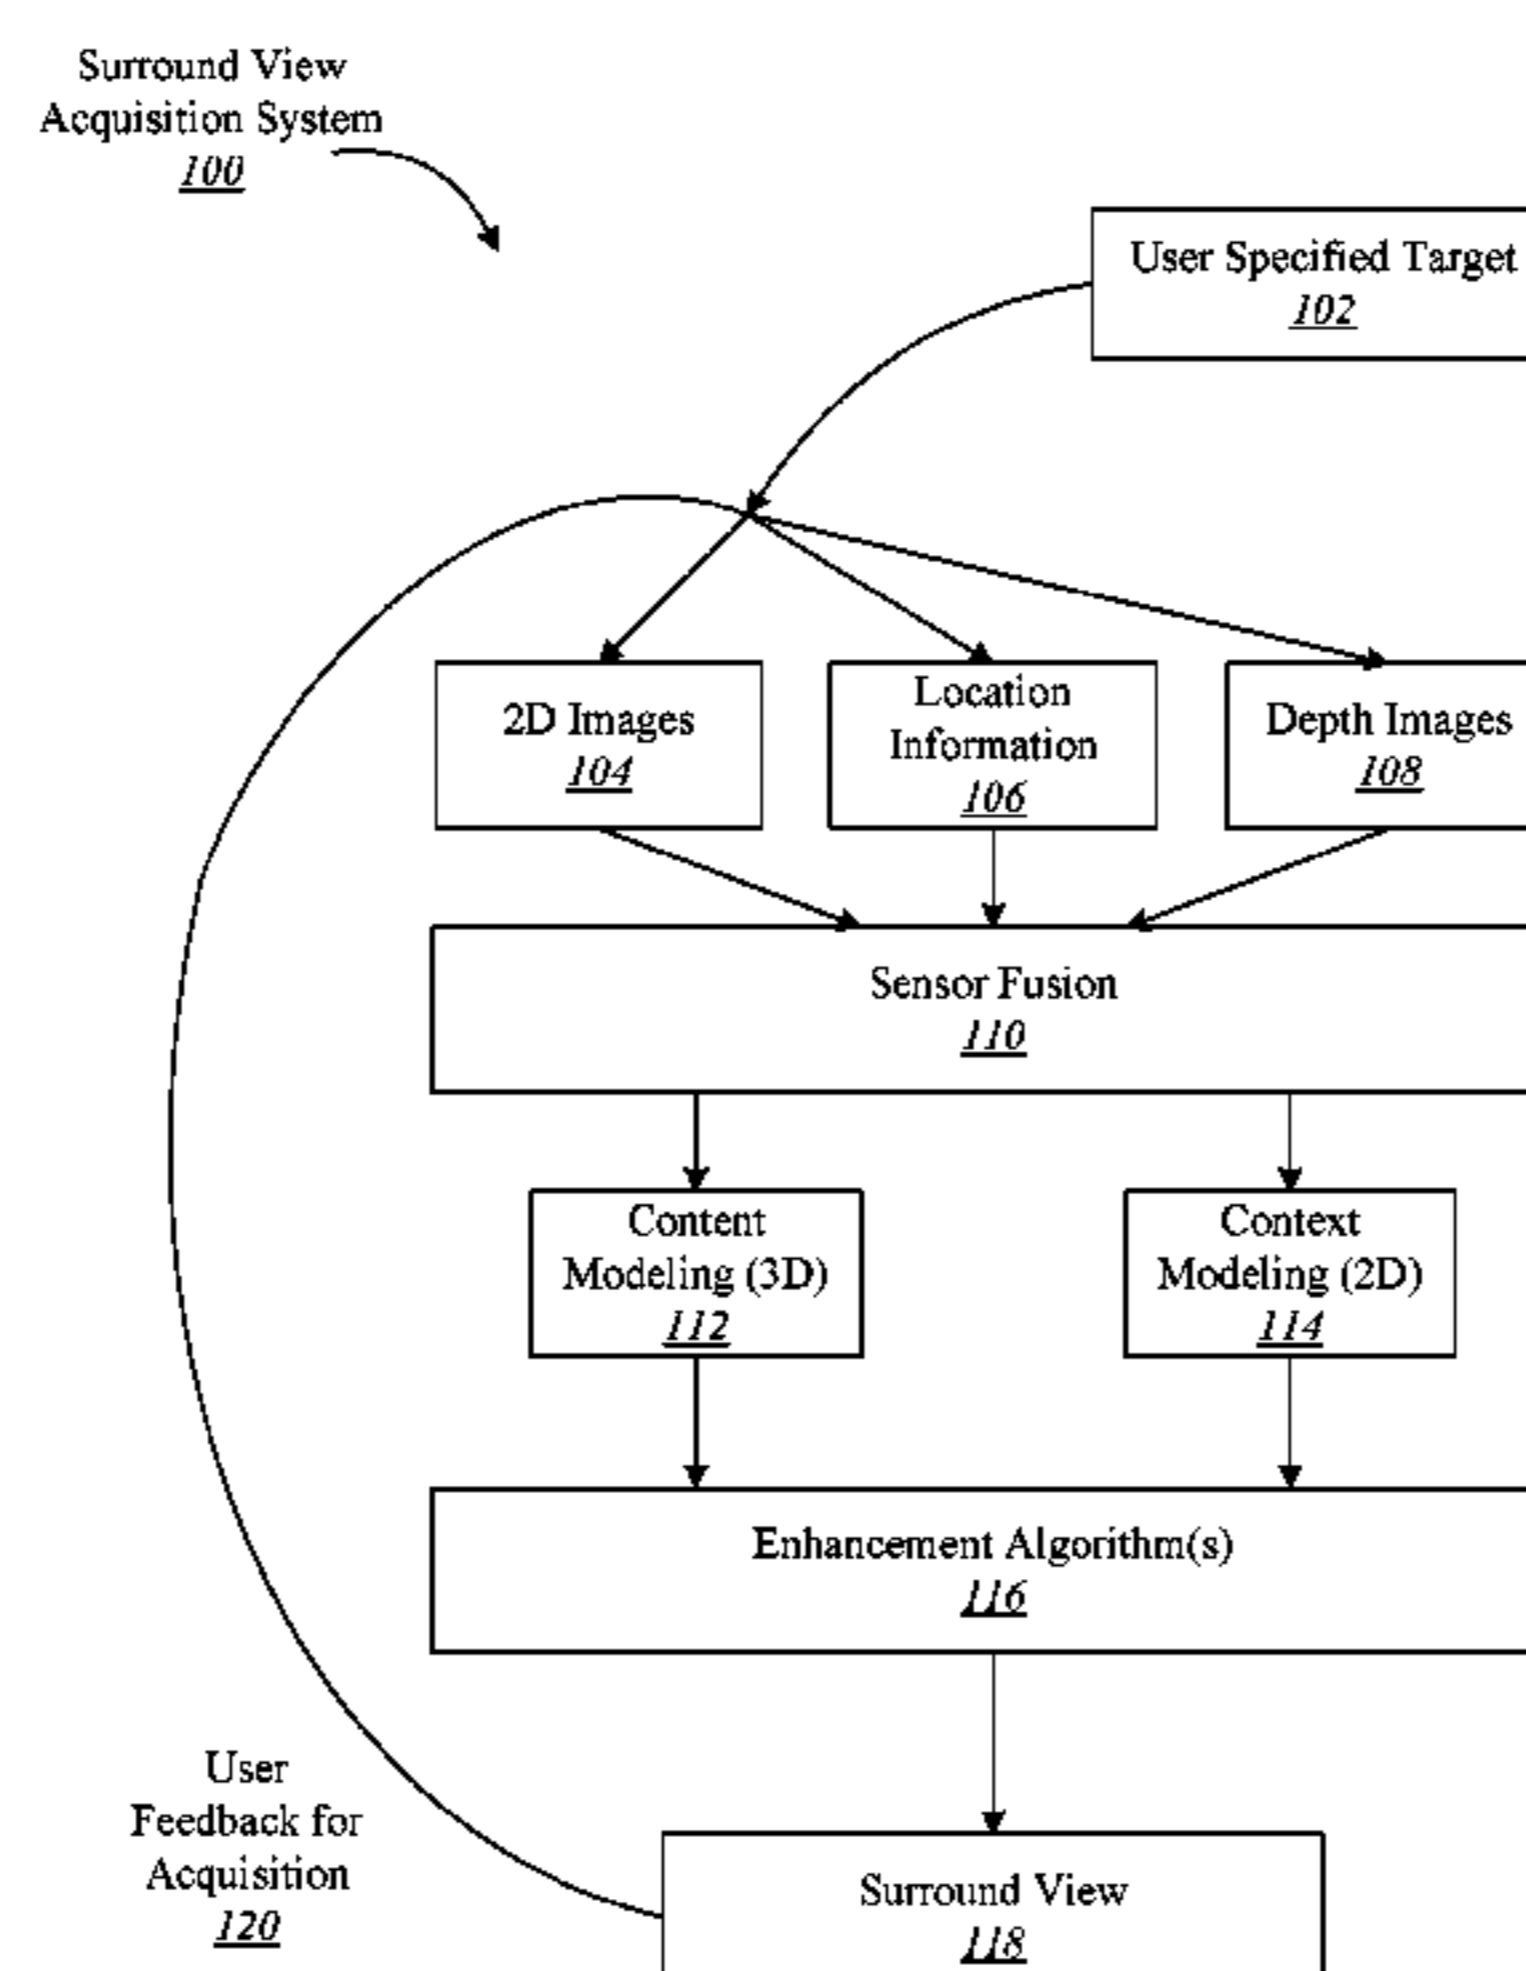 Surround View
Acquisition System
100
User Specified Target
102
2D Images
104
Location
Information
106
Depth Images
108
Sensor Fusion
110
Content
Modeling (3D)
112
Context
Modeling (2D)
114
Enhancement Algorithm(s)
116
User
Feedback for
Acquisition
120
Surround View
118